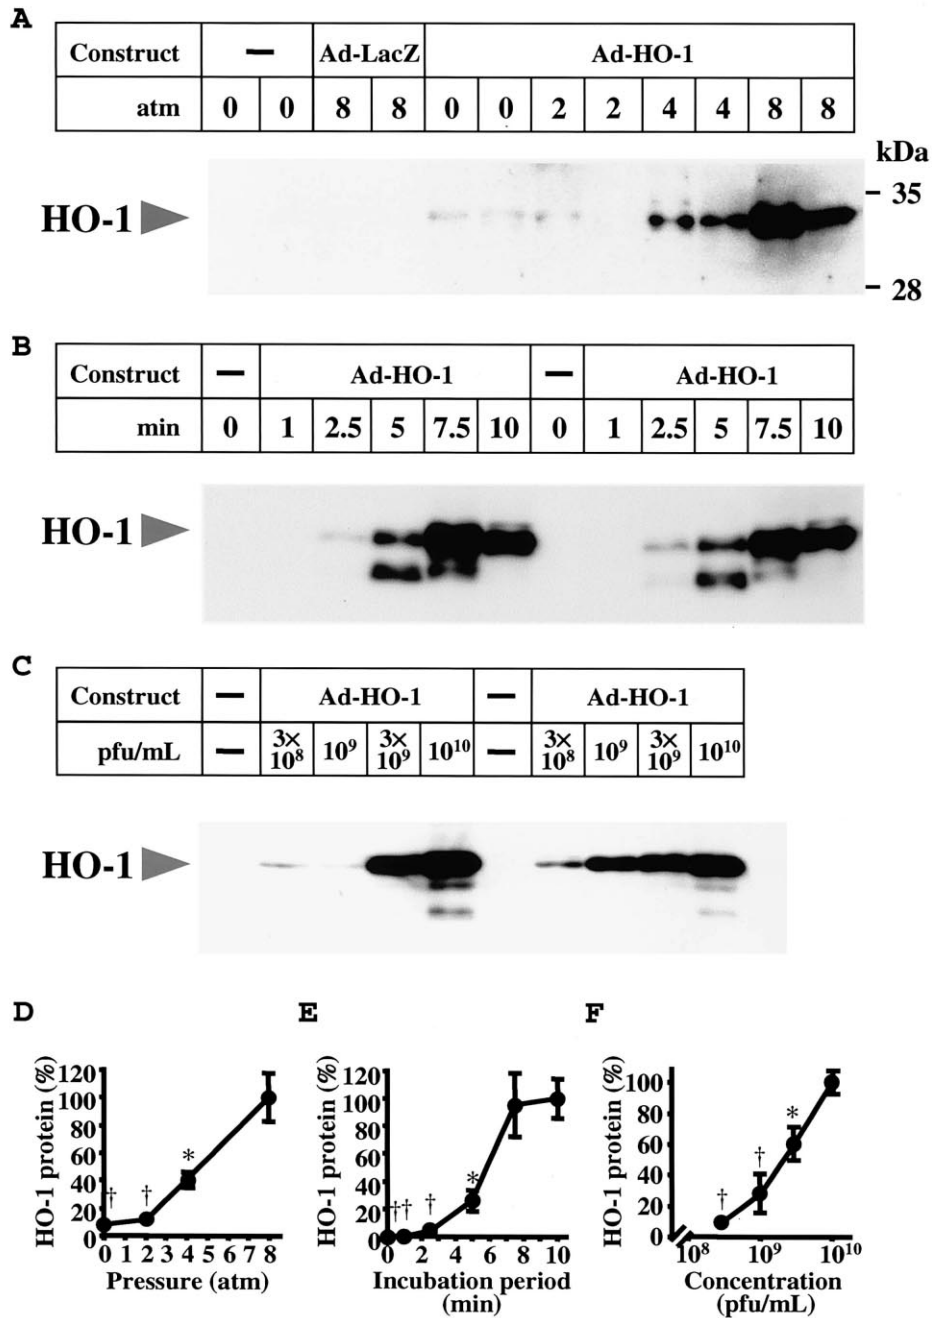 A
Construct — Ad-LacZ Ad-HO-1
atm 0 0 8 8 0 0 2 2 4 4 8 8
kDa
35
HO-1
28
B
Construct — Ad-HO-1 — Ad-HO-1
min 0 1 2.5 5 7.5 10 0 1 2.5 5 7.5 10
HO-1
C
Construct — Ad-HO-1 — Ad-HO-1
pfu/mL — 3×10⁸ 10⁹ 3×10⁹ 10¹⁰ — 3×10⁸ 10⁹ 3×10⁹ 10¹⁰
HO-1
D
HO-1 protein (%)
120
100
80
60
40
20
0
† † *
0 1 2 3 4 5 6 7 8
Pressure (atm)
E
HO-1 protein (%)
120
100
80
60
40
20
0
†† † *
0 2 4 6 8 10
Incubation period
(min)
F
HO-1 protein (%)
100
80
60
40
20
0
† † *
10⁸ 10⁹ 10¹⁰
Concentration
(pfu/mL)